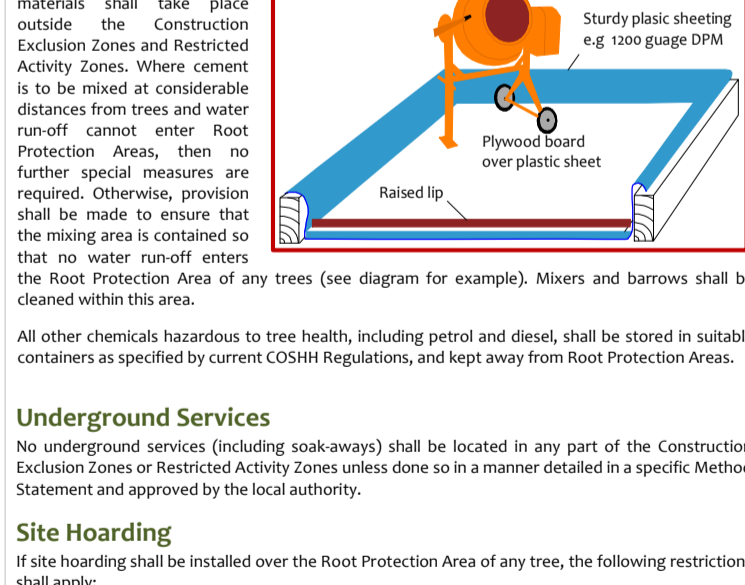 materials shall take place
outside the Construction
Exclusion Zones and Restricted
Activity Zones. Where cement
is to be mixed at considerable
distances from trees and water
run-off cannot enter Root
Protection Areas, then no
further special measures are
required. Otherwise, provision
shall be made to ensure that
the mixing area is contained so
that no water run-off enters
the Root Protection Area of any trees (see diagram for example). Mixers and barrows shall b
cleaned within this area.
Sturdy plasic sheeting
e.g 1200 guage DPM
Plywood board
over plastic sheet
Raised lip
All other chemicals hazardous to tree health, including petrol and diesel, shall be stored in suitabl
containers as specified by current COSHH Regulations, and kept away from Root Protection Areas.
Underground Services
No underground services (including soak-aways) shall be located in any part of the Constructio
Exclusion Zones or Restricted Activity Zones unless done so in a manner detailed in a specific Metho
Statement and approved by the local authority.
Site Hoarding
If site hoarding shall be installed over the Root Protection Area of any tree, the following restriction
shall apply: